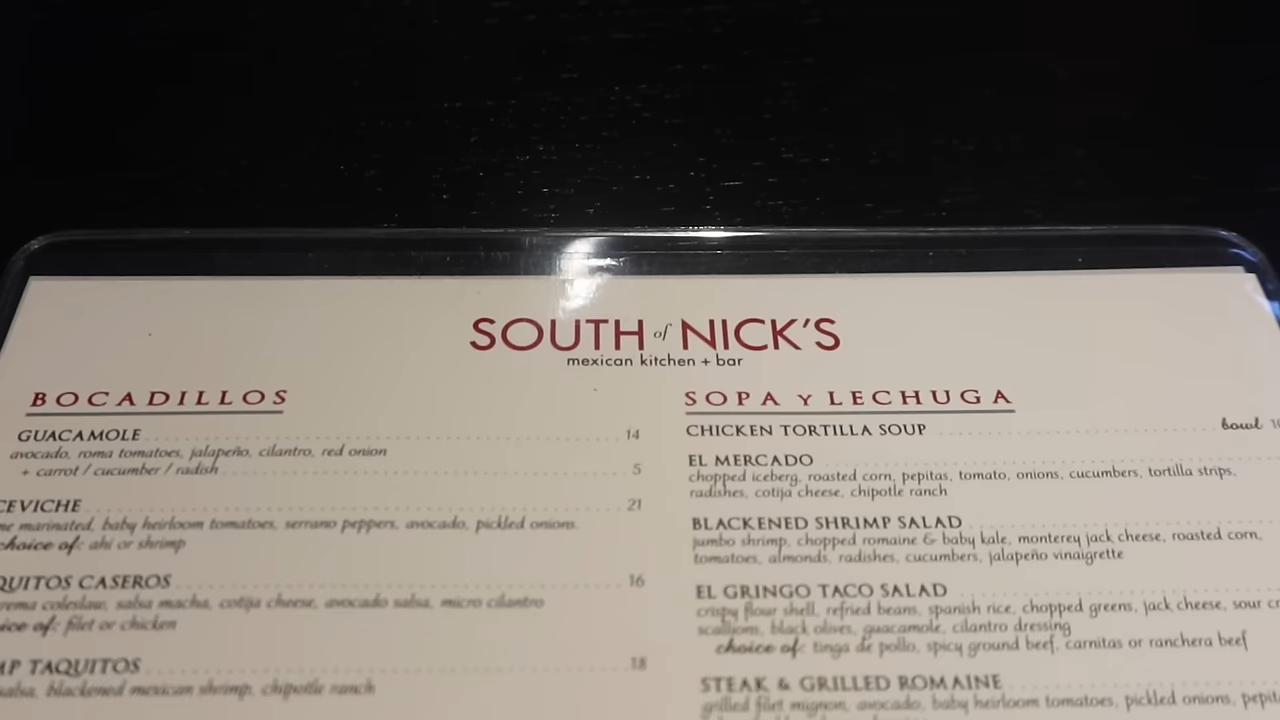 SOUTH of NICK'S
mexican kitchen + bar
BOCADILLOS
GUACAMOLE 14
avocado, roma tomatoes, jalapeño, cilantro, red onion
+ carrot / cucumber / radish 5
CEVICHE 21
marinated, baby heirloom tomatoes, serrano peppers, avocado, pickled onions
choice of: ahi or shrimp
QUITOS CASEROS 16
coleslaw, salsa macha, cotija cheese, avocado salsa, micro cilantro
of: filet or chicken
TAQUITOS 18
salsa, blackened mexican shrimp, chipotle ranch
SOPA Y LECHUGA
CHICKEN TORTILLA SOUP bowl
EL MERCADO
chopped iceberg, roasted corn, pepitas, tomato, onions, cucumbers, tortilla strips,
radishes, cotija cheese, chipotle ranch
BLACKENED SHRIMP SALAD
jumbo shrimp, chopped romaine & baby kale, monterey jack cheese, roasted corn,
tomatoes, almonds, radishes, cucumbers, jalapeño vinaigrette
EL GRINGO TACO SALAD
crispy flour shell, refried beans, spanish rice, chopped greens, jack cheese, sour
scallions, black olives, guacamole, cilantro dressing
choice of: tinga de pollo, spicy ground beef, carnitas or ranchera beef
STEAK & GRILLED ROMAINE
grilled filet mignon, avocado, baby heirloom tomatoes, pickled onions,